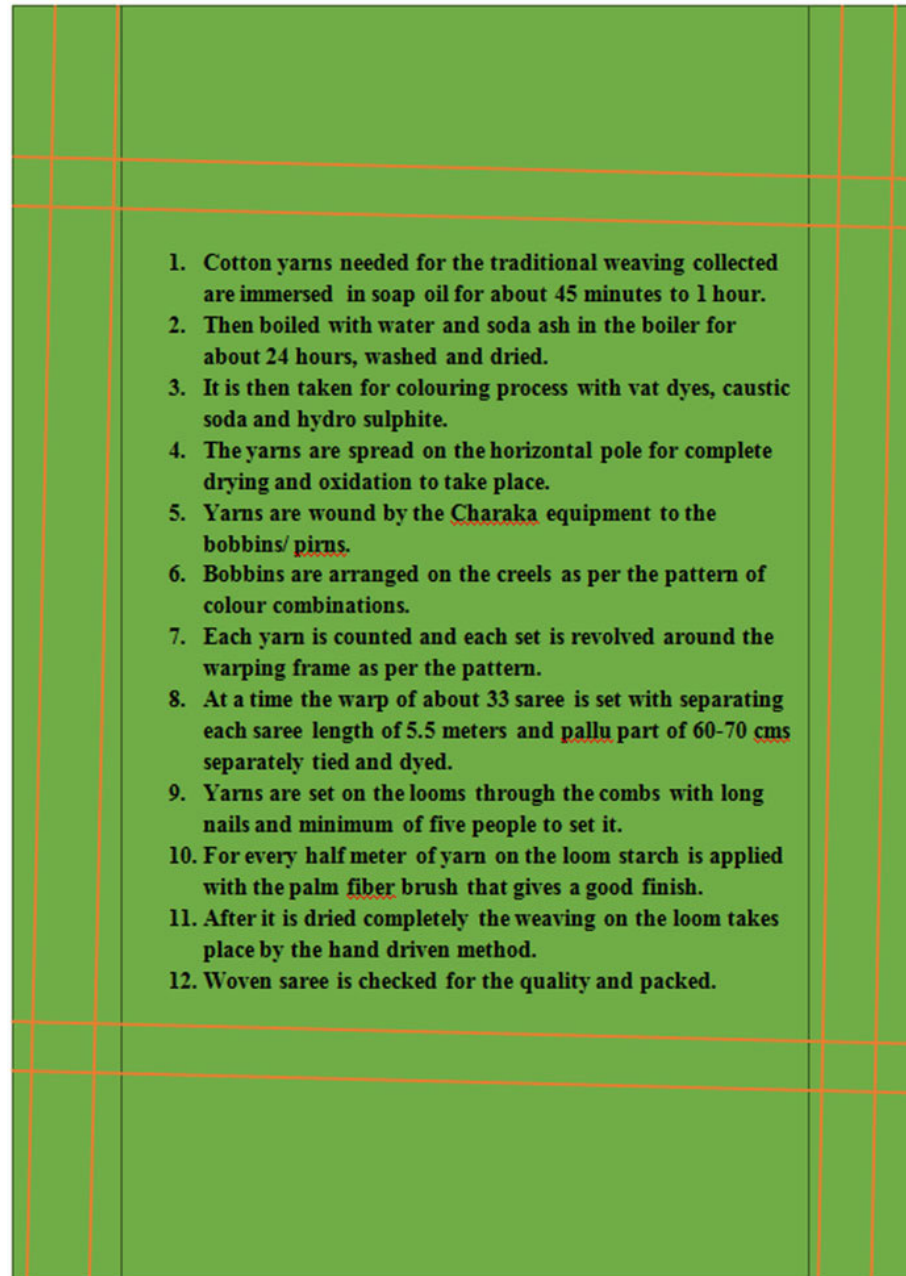 1. Cotton yarns needed for the traditional weaving collected
are immersed in soap oil for about 45 minutes to 1 hour.
2. Then boiled with water and soda ash in the boiler for
about 24 hours, washed and dried.
3. It is then taken for colouring process with vat dyes, caustic
soda and hydro sulphite.
4. The yarns are spread on the horizontal pole for complete
drying and oxidation to take place.
5. Yarns are wound by the Charaka equipment to the
bobbins/ pirns.
6. Bobbins are arranged on the creels as per the pattern of
colour combinations.
7. Each yarn is counted and each set is revolved around the
warping frame as per the pattern.
8. At a time the warp of about 33 saree is set with separating
each saree length of 5.5 meters and pallu part of 60-70 cms
separately tied and dyed.
9. Yarns are set on the looms through the combs with long
nails and minimum of five people to set it.
10. For every half meter of yarn on the loom starch is applied
with the palm fiber brush that gives a good finish.
11. After it is dried completely the weaving on the loom takes
place by the hand driven method.
12. Woven saree is checked for the quality and packed.